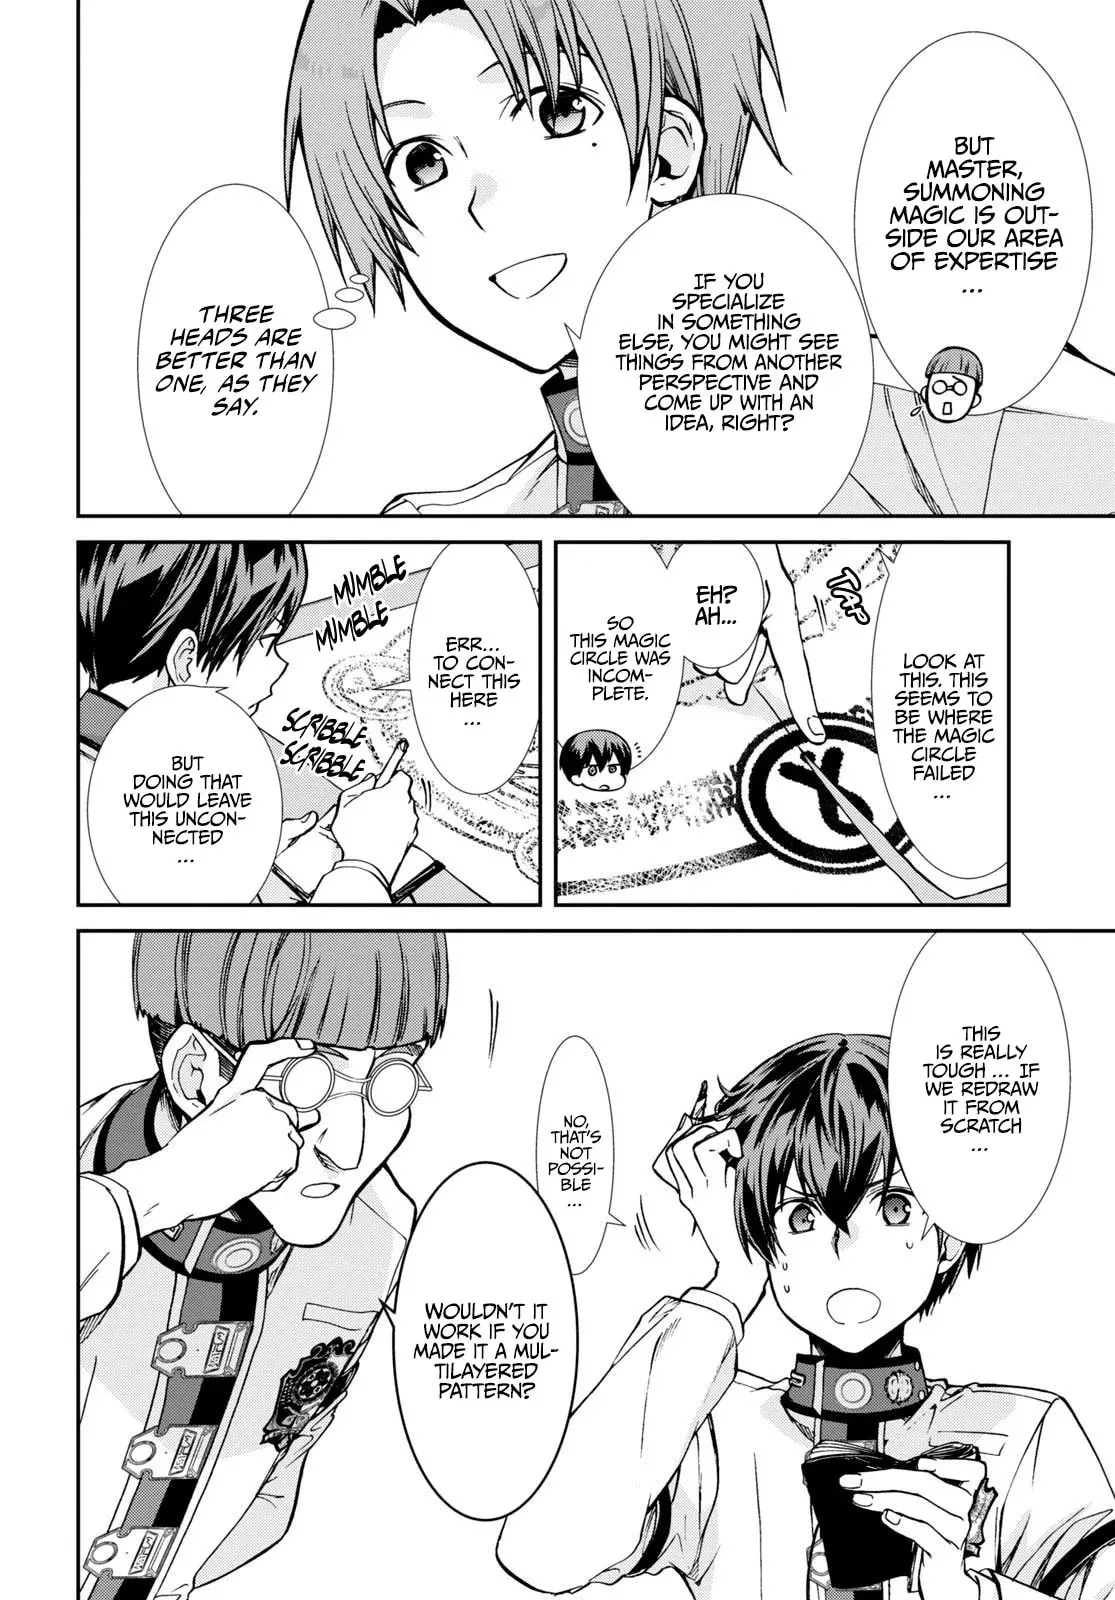 BUT
MASTER,
SUMMONING
MAGIC IS OUT-
SIDE OUR AREA
OF EXPERTISE
...
IF YOU
SPECIALIZE
IN SOMETHING
ELSE, YOU MIGHT SEE
THINGS FROM ANOTHER
PERSPECTIVE AND
COME UP WITH AN
IDEA, RIGHT?
THREE
HEADS ARE
BETTER THAN
ONE, AS THEY
SAY.
TAP
LOOK AT
THIS. THIS
SEEMS TO
BE WHERE
THE MAGIC
CIRCLE
FAILED
...
EH?
AH...
SO
THIS MAGIC
CIRCLE WAS
INCOM-
PLETE.
MUMBLE
MUMBLE
ERR...
TO CON-
NECT THIS
HERE
...
SCRIBBLE
SCRIBBLE
BUT
DOING THAT
WOULD LEAVE
THIS UNCON-
NECTED
...
THIS
IS REALLY
TOUGH ... IF
WE REDRAW
IT FROM
SCRATCH
...
NO,
THAT'S
NOT
POSSI-
BLE
...
WOULDN'T IT
WORK IF YOU
MADE IT A MUL-
TILAYERED
PATTERN?